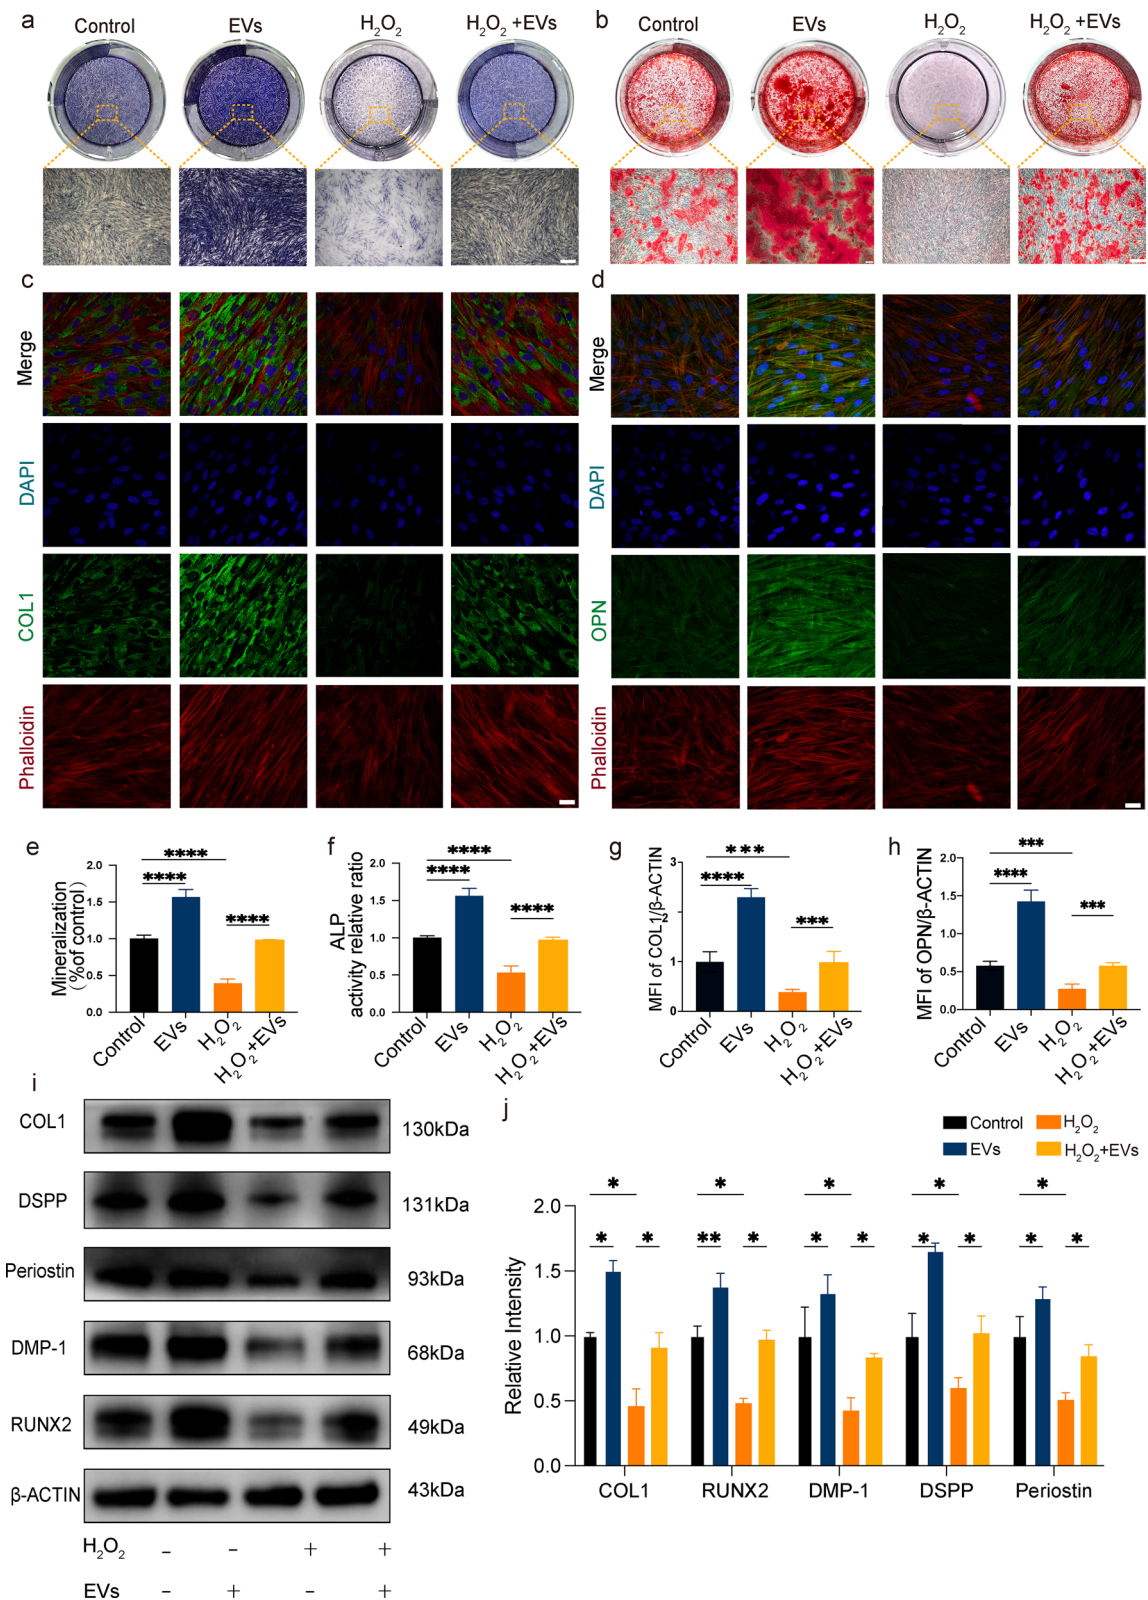 a
Control
EVs
H₂O₂
H₂O₂ +EVs
b
Control
EVs
H₂O₂
H₂O₂ +EVs
c
Merge
DAPI
COL1
Phalloidin
d
Merge
DAPI
OPN
Phalloidin
e
Mineralization
(%of control)
2.0
1.5
1.0
0.5
0.0
****
****
****
Control
EVs
H₂O₂
H₂O₂+EVs
f
ALP
activity relative ratio
2.0
1.5
1.0
0.5
0.0
****
****
****
Control
EVs
H₂O₂
H₂O₂+EVs
g
MFI of COL1/β-ACTIN
3
2
1
0
***
****
***
Control
EVs
H₂O₂
H₂O₂+EVs
h
MFI of OPN/β-ACTIN
2.0
1.5
1.0
0.5
0.0
***
****
***
Control
EVs
H₂O₂
H₂O₂+EVs
i
COL1 130kDa
DSPP 131kDa
Periostin 93kDa
DMP-1 68kDa
RUNX2 49kDa
β-ACTIN 43kDa
H₂O₂ - - + +
EVs - + - +
j
Control H₂O₂
EVs H₂O₂+EVs
Relative Intensity
2.0
1.5
1.0
0.5
0.0
* * * * *
* * ** * * * * * * *
COL1 RUNX2 DMP-1 DSPP Periostin